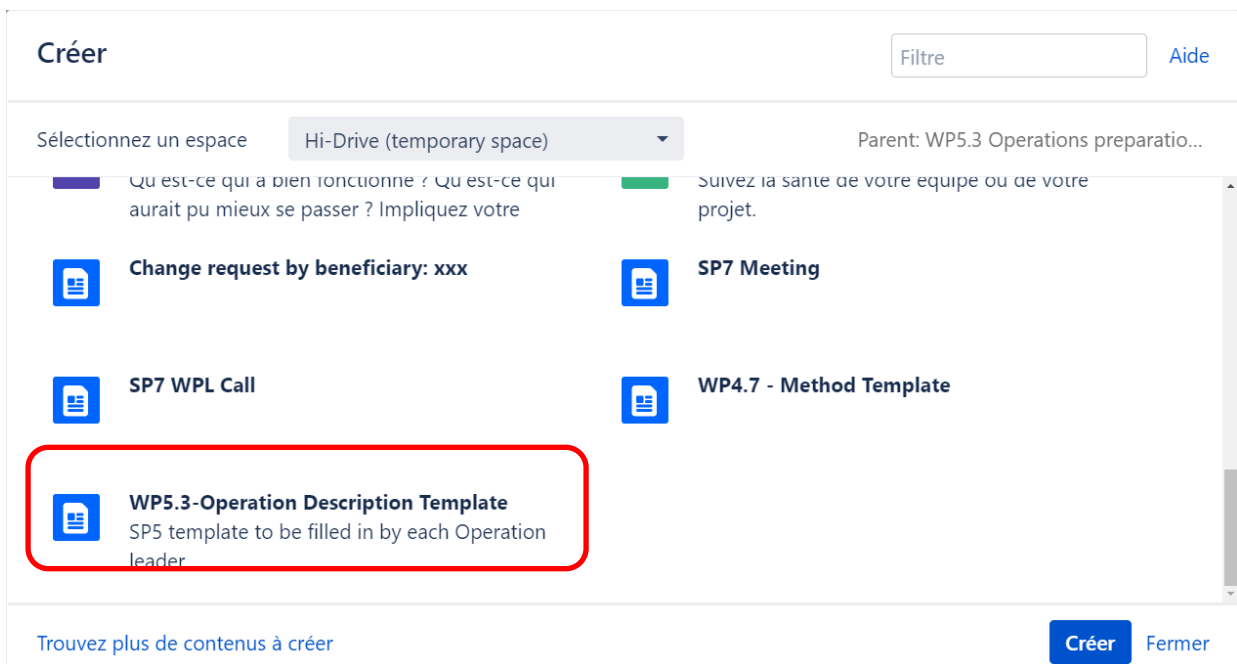 Créer
Filtre
Aide
Sélectionnez un espace
Hi-Drive (temporary space)
Parent: WP5.3 Operations preparatio...
Qu'est-ce qui a bien fonctionné ? Qu'est-ce qui
aurait pu mieux se passer ? Impliquez votre
Suivez la santé de votre équipe ou de votre
projet.
Change request by beneficiary: xxx
SP7 Meeting
SP7 WPL Call
WP4.7 - Method Template
WP5.3-Operation Description Template
SP5 template to be filled in by each Operation
leader
Trouvez plus de contenus à créer
Créer
Fermer